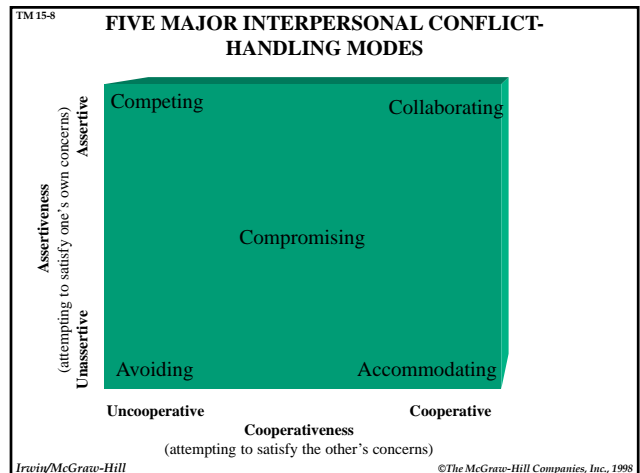 TM 15-8
FIVE MAJOR INTERPERSONAL CONFLICT-
HANDLING MODES
Competing
Collaborating
Compromising
Avoiding
Accommodating
Assertiveness
(attempting to satisfy one's own concerns)
Assertive
Unassertive
Uncooperative
Cooperative
Cooperativeness
(attempting to satisfy the other's concerns)
Irwin/McGraw-Hill
©The McGraw-Hill Companies, Inc., 1998